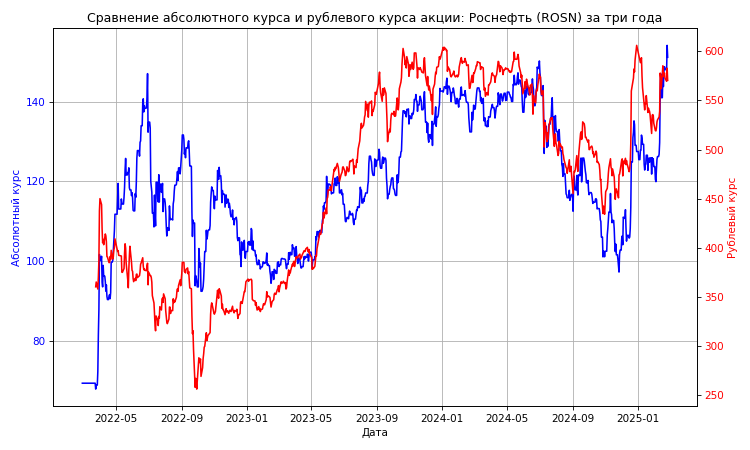 Сравнение абсолютного курса и рублевого курса акции: Роснефть (ROSN) за три года
140
120
100
80
Абсолютный курс
600
550
500
450
400
350
300
250
Рублевый курс
2022-05 2022-09 2023-01 2023-05 2023-09 2024-01 2024-05 2024-09 2025-01
Дата